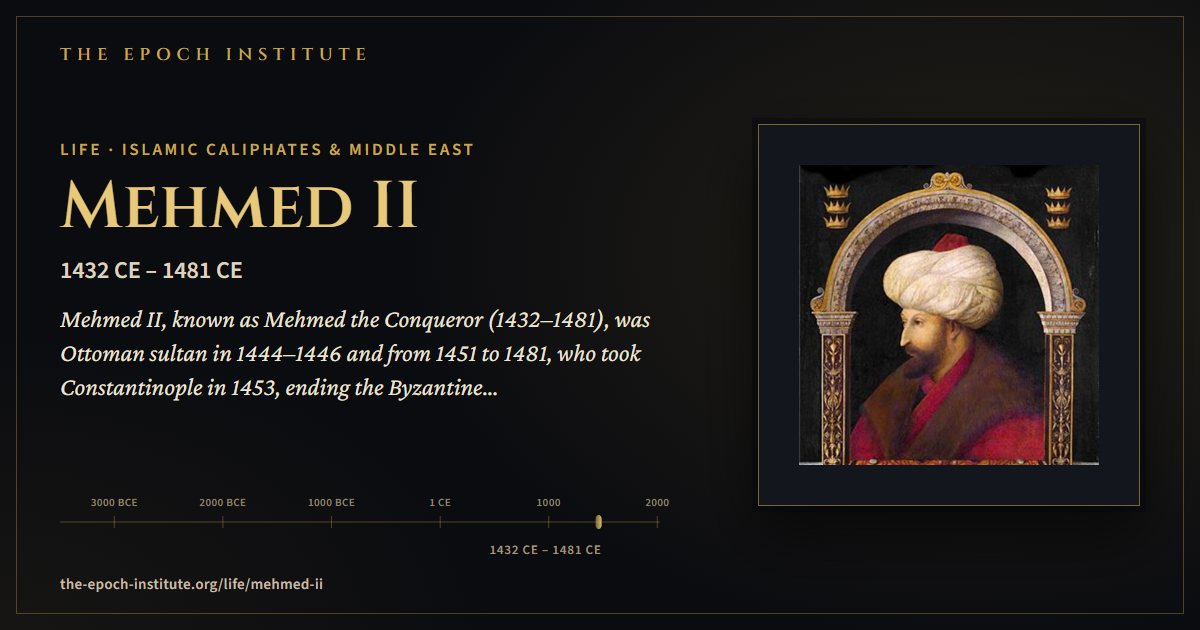 THE EPOCH INSTITUTE
LIFE · ISLAMIC CALIPHATES & MIDDLE EAST
MEHMED II
1432 CE – 1481 CE
Mehmed II, known as Mehmed the Conqueror (1432–1481), was
Ottoman sultan in 1444–1446 and from 1451 to 1481, who took
Constantinople in 1453, ending the Byzantine...
3000 BCE 2000 BCE 1000 BCE 1 CE 1000 2000
1432 CE – 1481 CE
the-epoch-institute.org/life/mehmed-ii